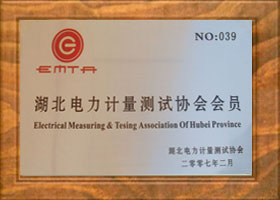 NO:039
EMTA
湖北电力计量测试协会会员
Electrical Measuring & Tesing Association Of Hubei Province
湖北电力计量测试协会
二零零七年二月